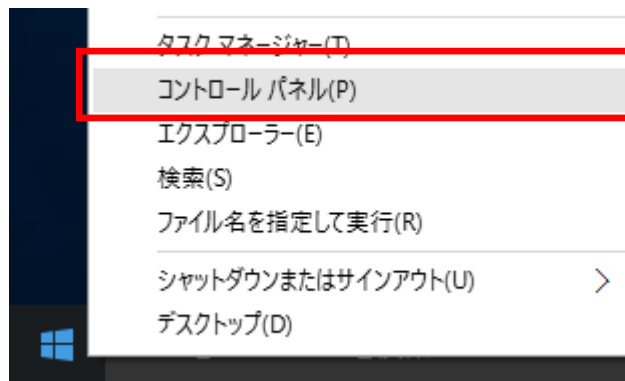 タスク マネージャー(T)
コントロール パネル(P)
エクスプローラー(E)
検索(S)
ファイル名を指定して実行(R)
シャットダウンまたはサインアウト(U)
デスクトップ(D)